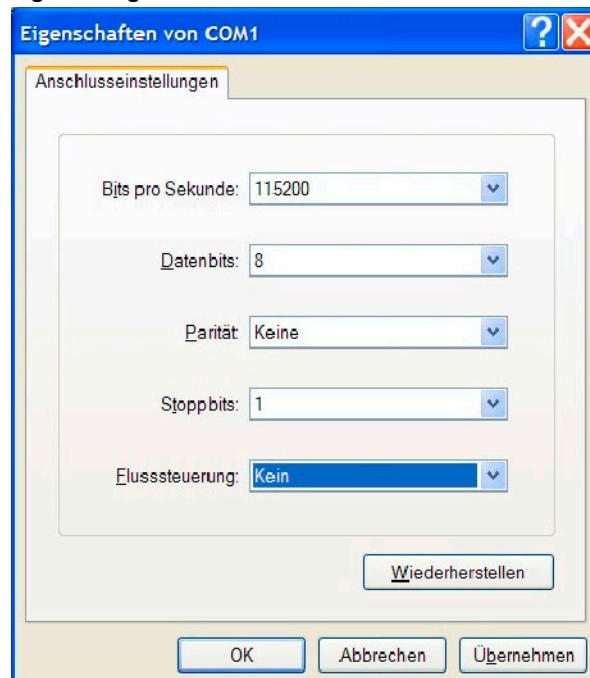 Eigenschaften von COM1
Anschlusseinstellungen
Bits pro Sekunde: 115200
Datenbits: 8
Parität: Keine
Stoppbits: 1
Flusssteuerung: Kein
Wiederherstellen
OK Abbrechen Übernehmen